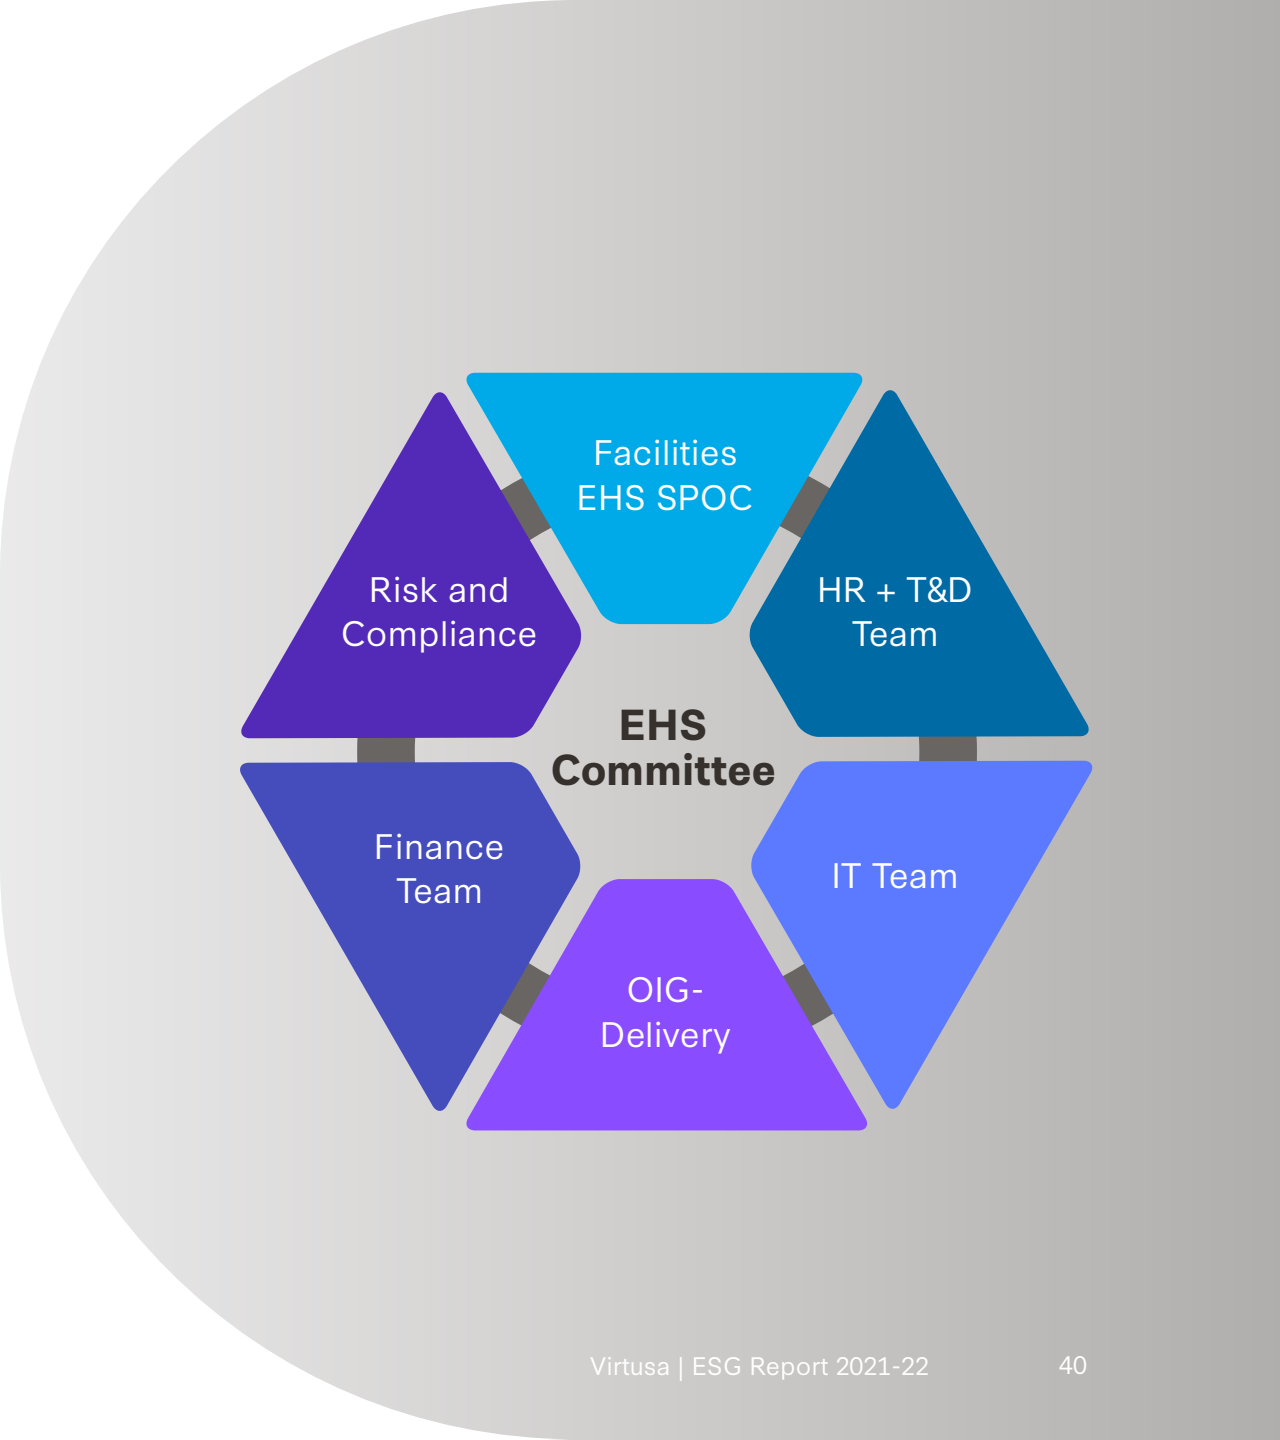 Facilities
EHS SPOC
Risk and
Compliance
HR + T&D
Team
EHS
Committee
Finance
Team
IT Team
OIG-
Delivery
Virtusa | ESG Report 2021-22 40